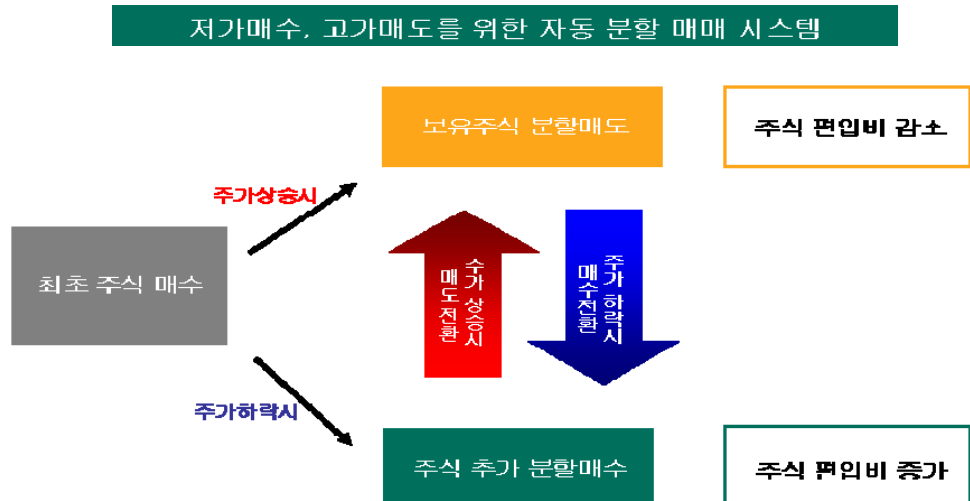 저가매수, 고가매도를 위한 자동 분할 매매 시스템
보유주식 분할매도
주식 편입비 감소
주가상승시
최초 주식 매수
주가 상승시
매도전환
주가 하락시
매수전환
주가하락시
주식 추가 분할매수
주식 편입비 증가